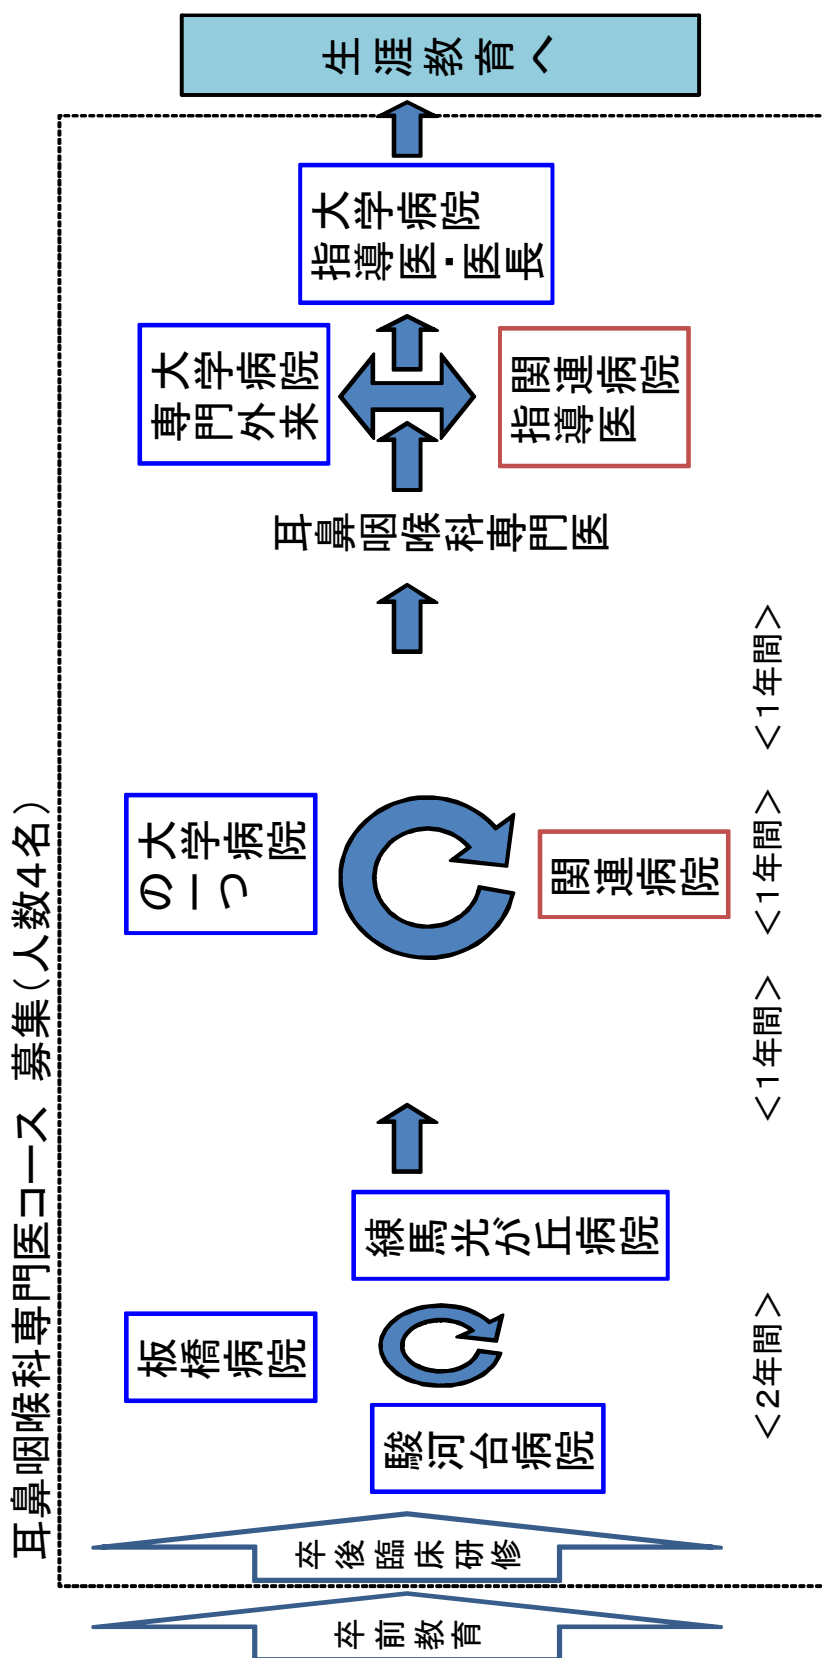 耳鼻咽喉科専門医コース 募集(人数4名)
卒前教育
卒後臨床研修
板橋病院
駿河台病院
練馬光が丘病院
大学病院
の一つ
関連病院
耳鼻咽喉科専門医
大学病院
専門外来
関連病院
指導医
大学病院
指導医・医長
生涯教育へ
<2年間>
<1年間>
<1年間>
<1年間>